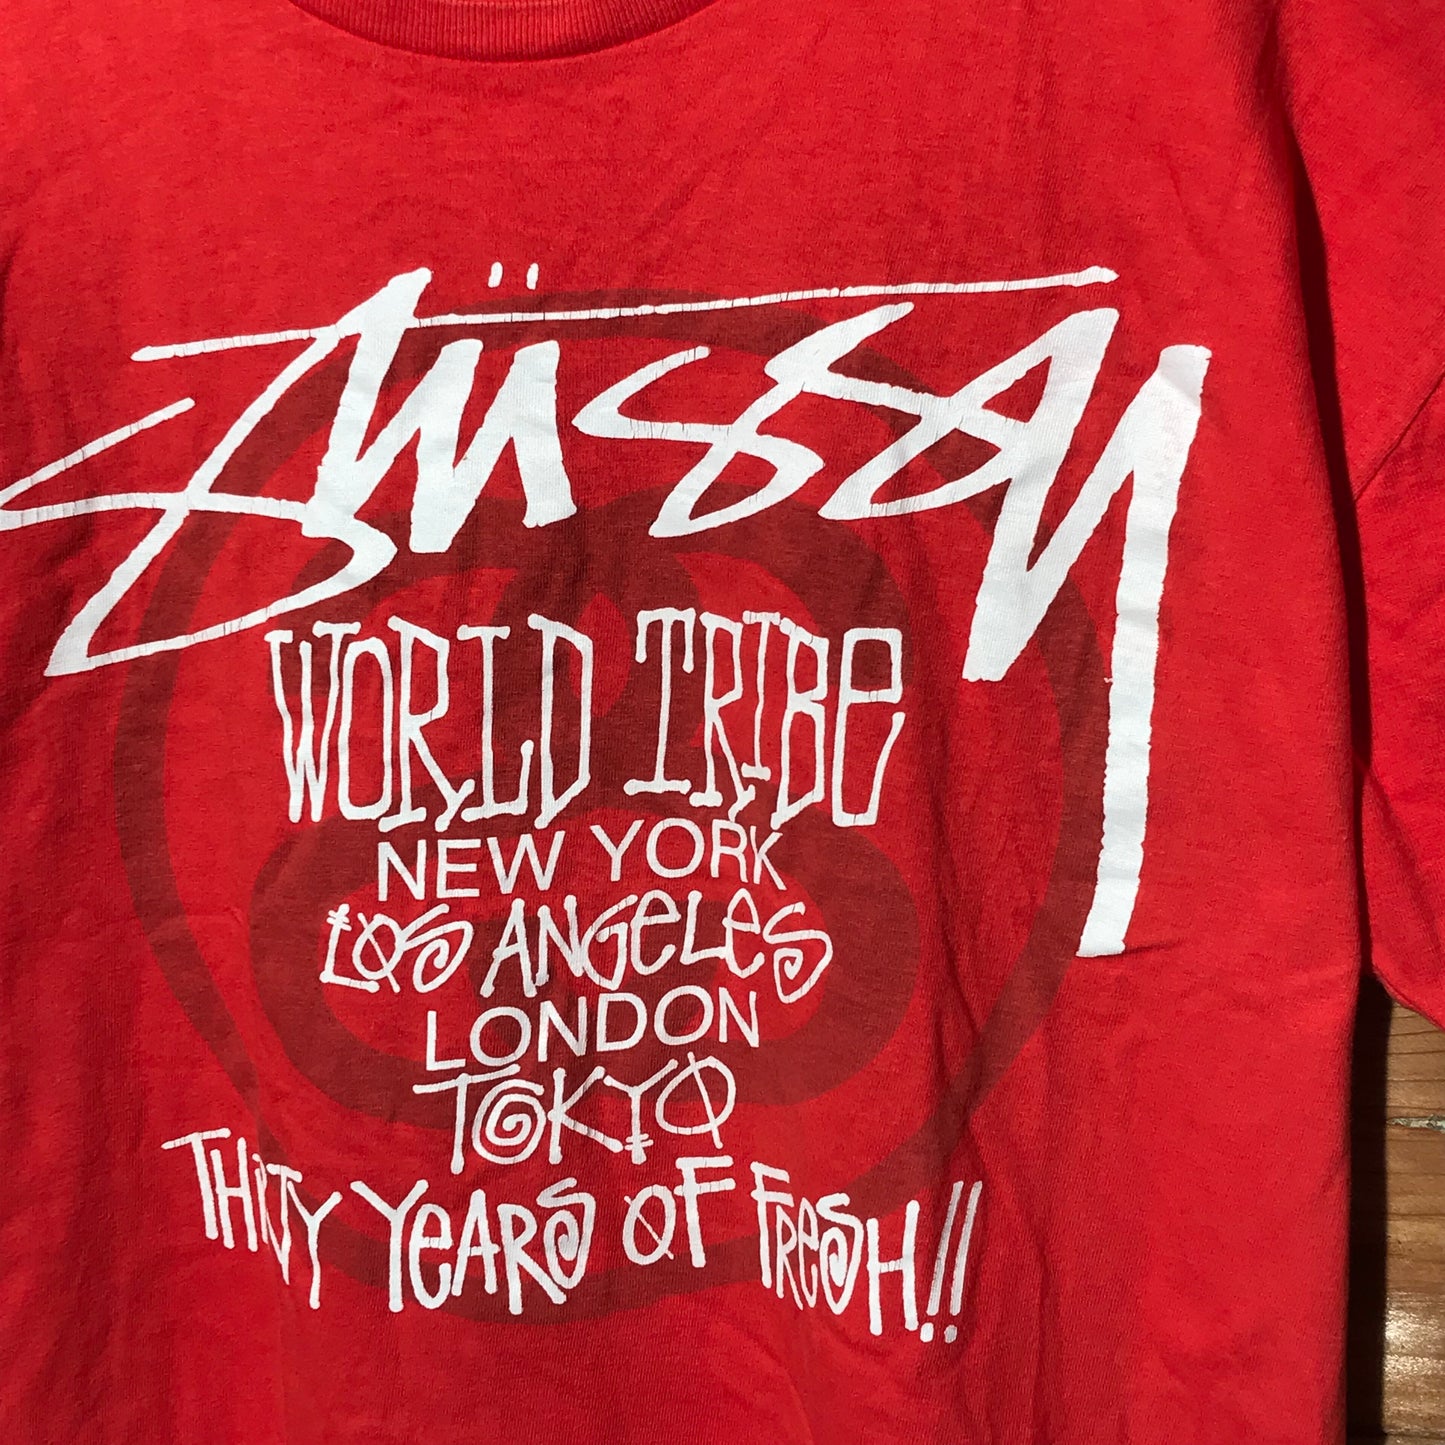 Stüssy
WORLD TRIBE
NEW YORK
LOS ANGELES
LONDON
TOKYO
THIRTY YEARS OF FRESH!!